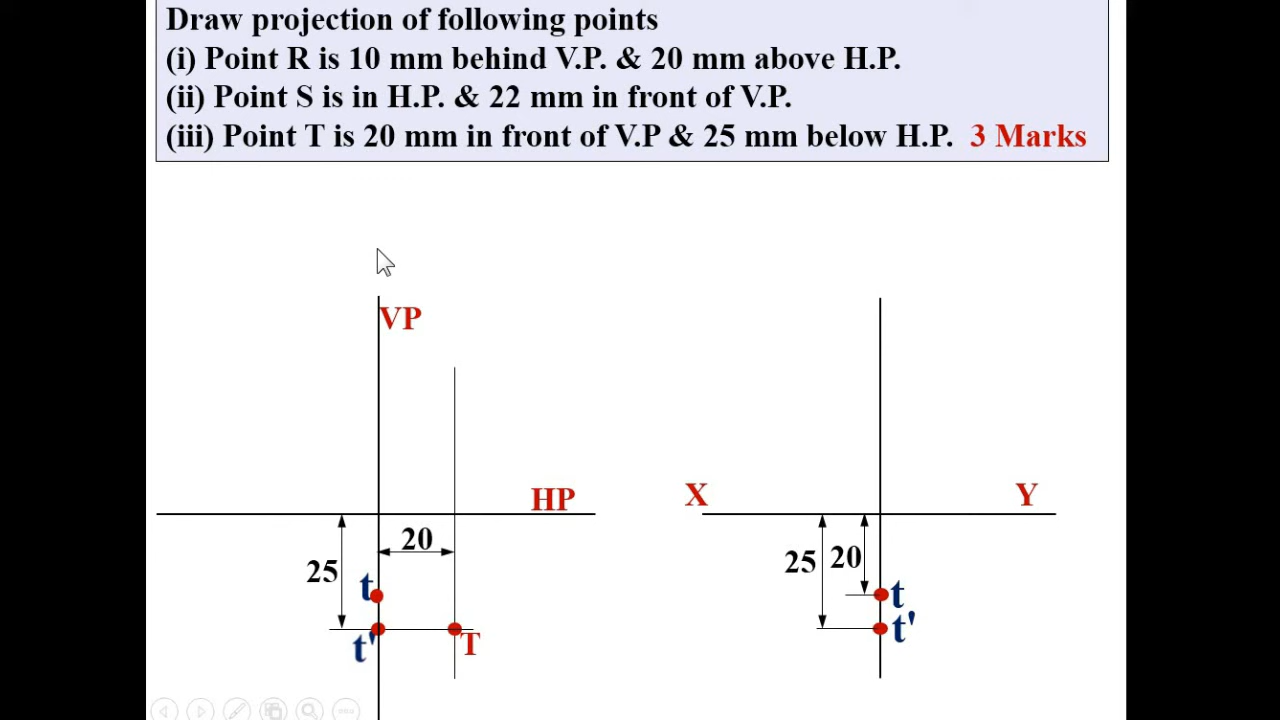 Draw projection of following points
(i) Point R is 10 mm behind V.P. & 20 mm above H.P.
(ii) Point S is in H.P. & 22 mm in front of V.P.
(iii) Point T is 20 mm in front of V.P & 25 mm below H.P. 3 Marks
VP
HP
20
25
t
t'
T
X
Y
25
20
t
t'